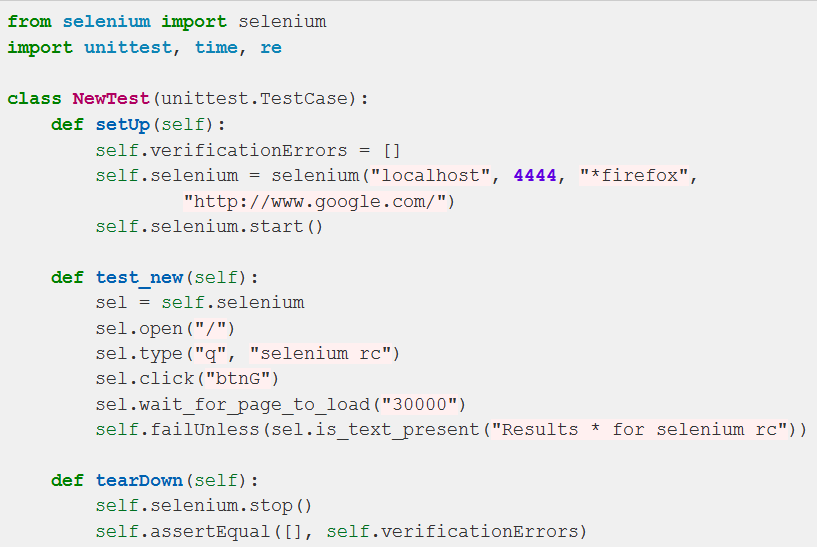 from selenium import selenium
import unittest, time, re
class NewTest(unittest.TestCase):
    def setUp(self):
        self.verificationErrors = []
        self.selenium = selenium("localhost", 4444, "*firefox",
                "http://www.google.com/")
        self.selenium.start()
    def test_new(self):
        sel = self.selenium
        sel.open("/")
        sel.type("q", "selenium rc")
        sel.click("btnG")
        sel.wait_for_page_to_load("30000")
        self.failUnless(sel.is_text_present("Results * for selenium rc"))
    def tearDown(self):
        self.selenium.stop()
        self.assertEqual([], self.verificationErrors)